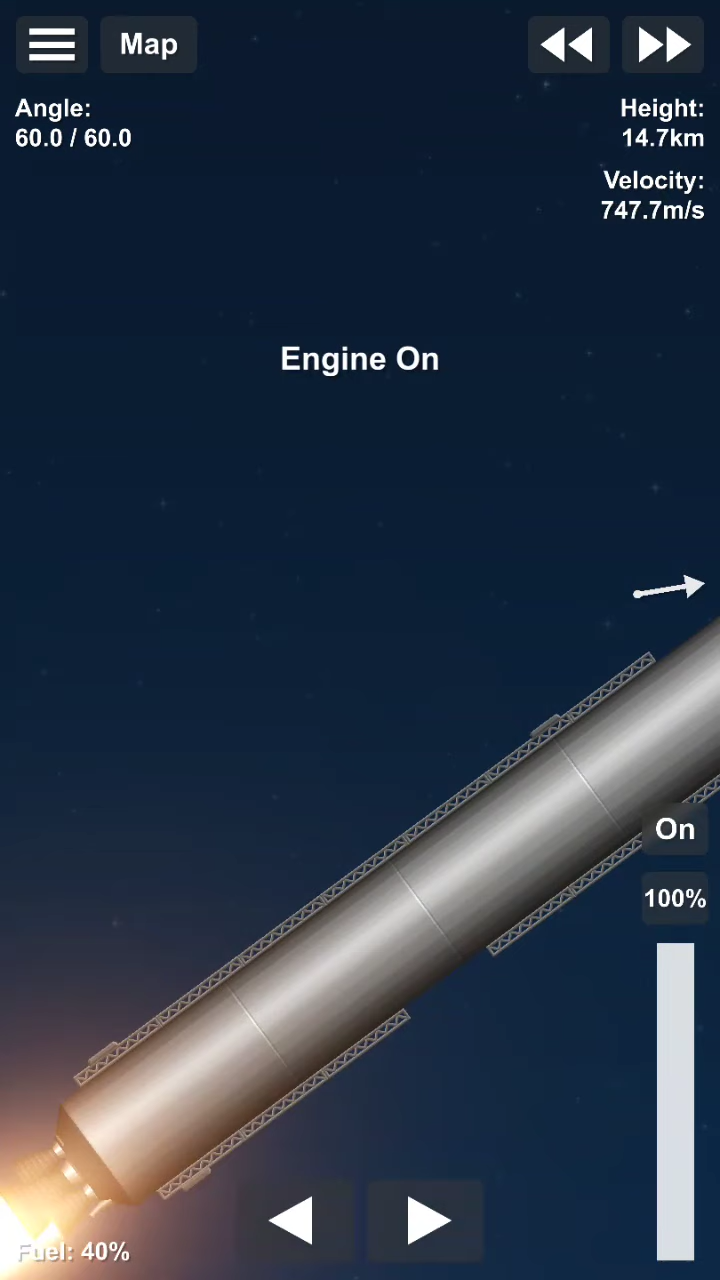 Map
Angle:
60.0 / 60.0
Height:
14.7km
Velocity:
747.7m/s
Engine On
On
100%
Fuel: 40%